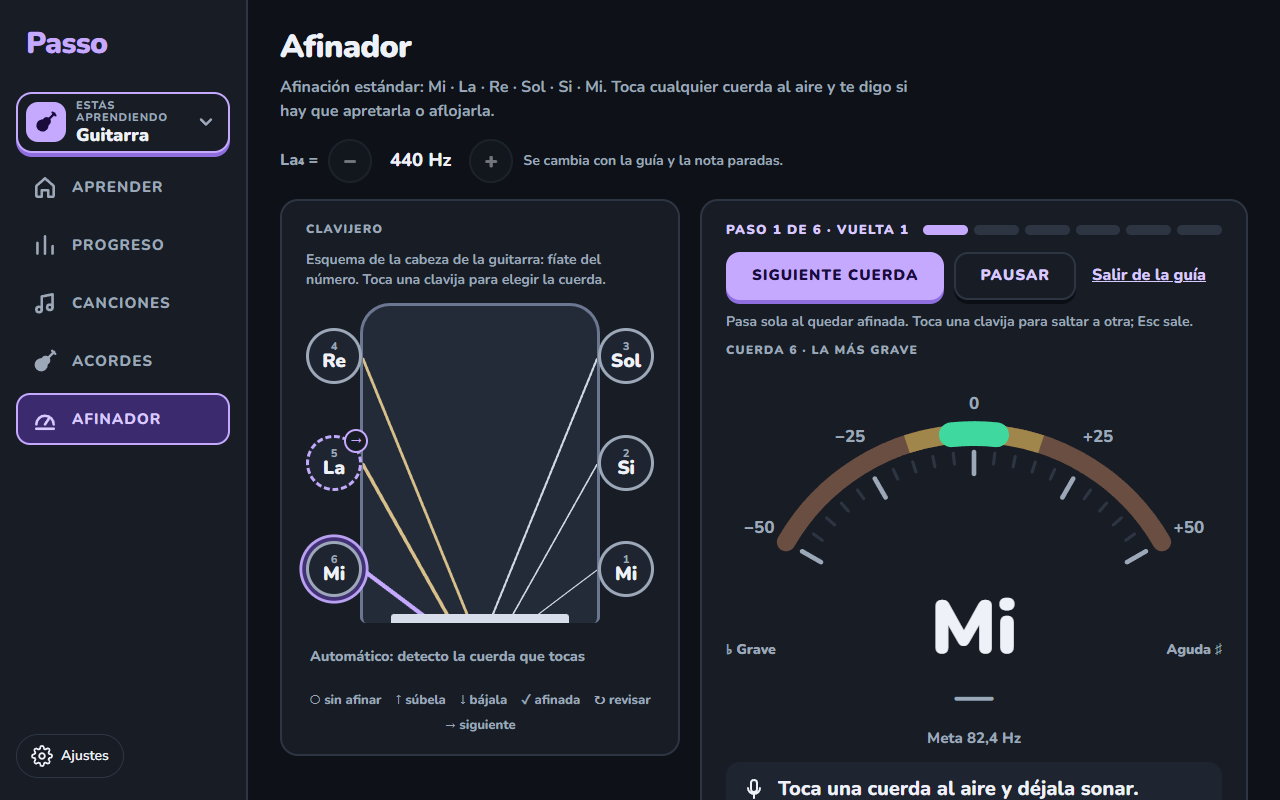 Passo
ESTÁS
APRENDIENDO
Guitarra
APRENDER
PROGRESO
CANCIONES
ACORDES
AFINADOR
Ajustes
Afinador
Afinación estándar: Mi · La · Re · Sol · Si · Mi. Toca cualquier cuerda al aire y te digo si
hay que apretarla o aflojarla.
La₄ = − 440 Hz + Se cambia con la guía y la nota paradas.
CLAVIJERO
Esquema de la cabeza de la guitarra: fíate del
número. Toca una clavija para elegir la cuerda.
4
Re
3
Sol
→
5
La
2
Si
6
Mi
1
Mi
Automático: detecto la cuerda que tocas
○ sin afinar ↑ súbela ↓ bájala ✓ afinada ↻ revisar
→ siguiente
PASO 1 DE 6 · VUELTA 1
SIGUIENTE CUERDA PAUSAR Salir de la guía
Pasa sola al quedar afinada. Toca una clavija para saltar a otra; Esc sale.
CUERDA 6 · LA MÁS GRAVE
0
−25 +25
−50 +50
Mi
♭ Grave Aguda ♯
—
Meta 82,4 Hz
Toca una cuerda al aire y déjala sonar.